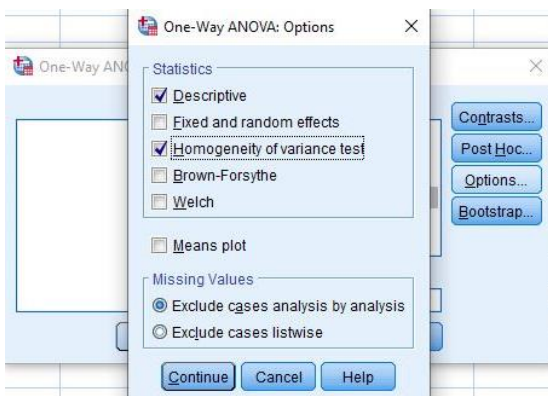 One-Way ANOVA: Options
One-Way AN
Statistics
Descriptive
Fixed and random effects
Homogeneity of variance test
Brown-Forsythe
Welch
Means plot
Missing Values
Exclude cases analysis by analysis
Exclude cases listwise
Continue Cancel Help
Contrasts...
Post Hoc...
Options...
Bootstrap...